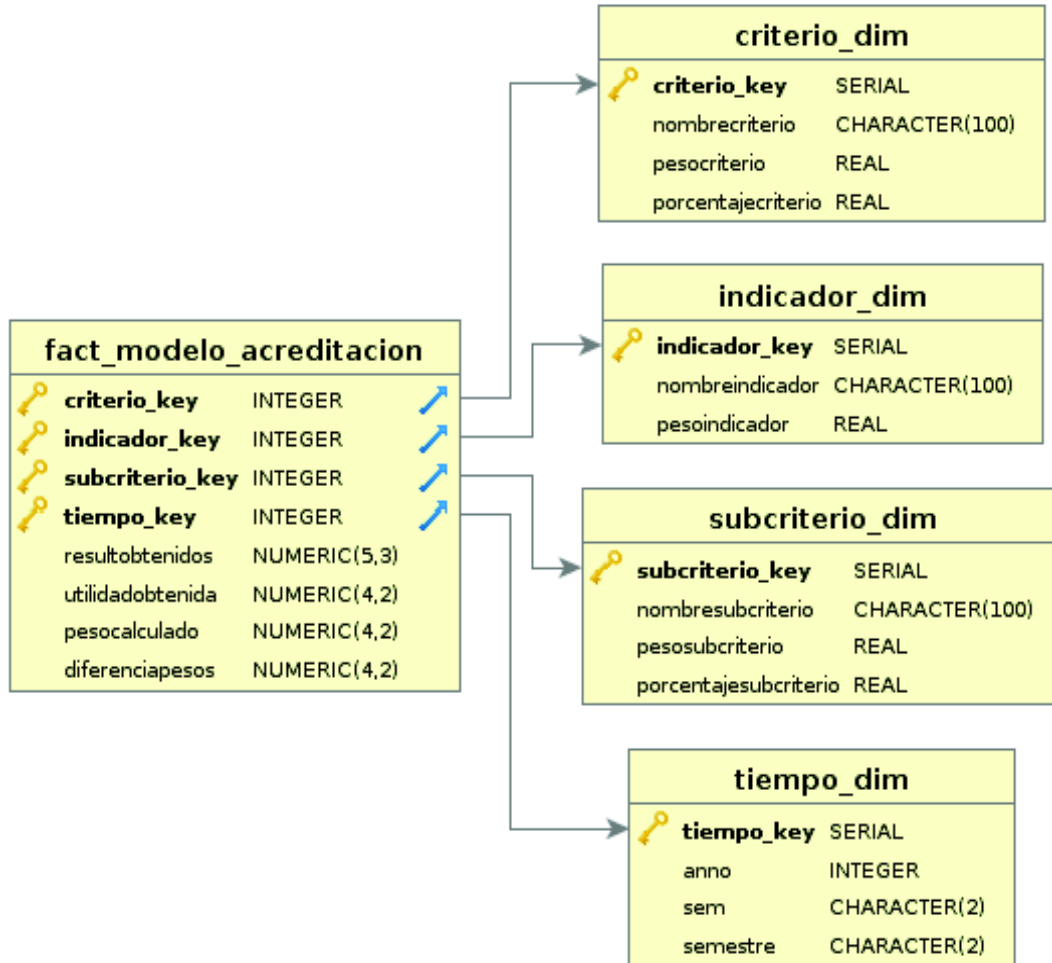 criterio_dim
criterio_key SERIAL
nombrecriterio CHARACTER(100)
pesocriterio REAL
porcentajecriterio REAL
indicador_dim
indicador_key SERIAL
nombreindicador CHARACTER(100)
pesoindicador REAL
fact_modelo_acreditacion
criterio_key INTEGER
indicador_key INTEGER
subcriterio_key INTEGER
tiempo_key INTEGER
resultobtenidos NUMERIC(5,3)
utilidadobtenida NUMERIC(4,2)
pesocalculado NUMERIC(4,2)
diferenciapesos NUMERIC(4,2)
subcriterio_dim
subcriterio_key SERIAL
nombresubcriterio CHARACTER(100)
pesosubcriterio REAL
porcentajesubcriterio REAL
tiempo_dim
tiempo_key SERIAL
anno INTEGER
sem CHARACTER(2)
semestre CHARACTER(2)